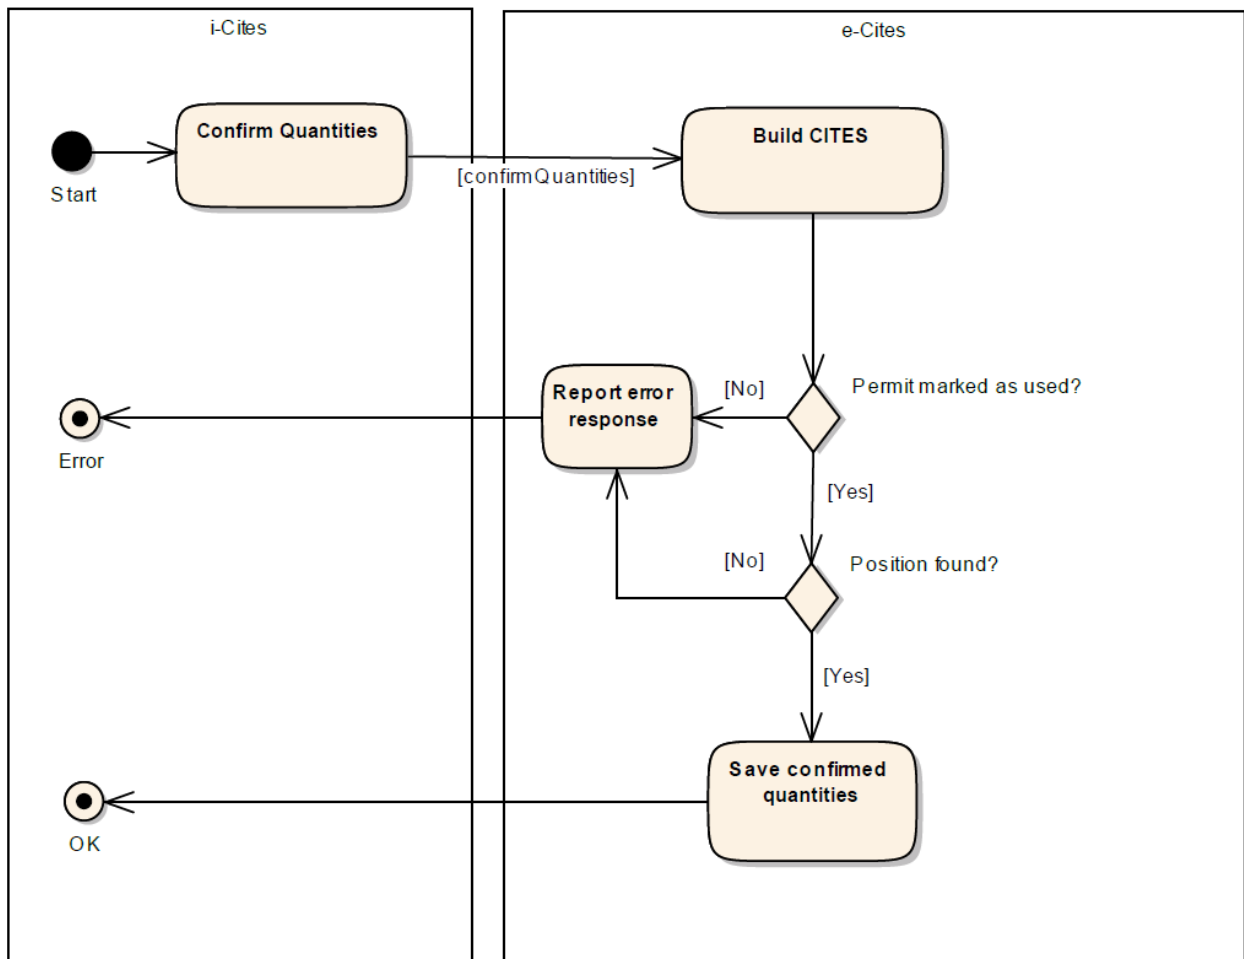 i-Cites
e-Cites
Confirm Quantities
Build CITES
Start
[confirmQuantities]
Report error
response
[No]
Permit marked as used?
Error
[Yes]
[No]
Position found?
[Yes]
Save confirmed
quantities
OK